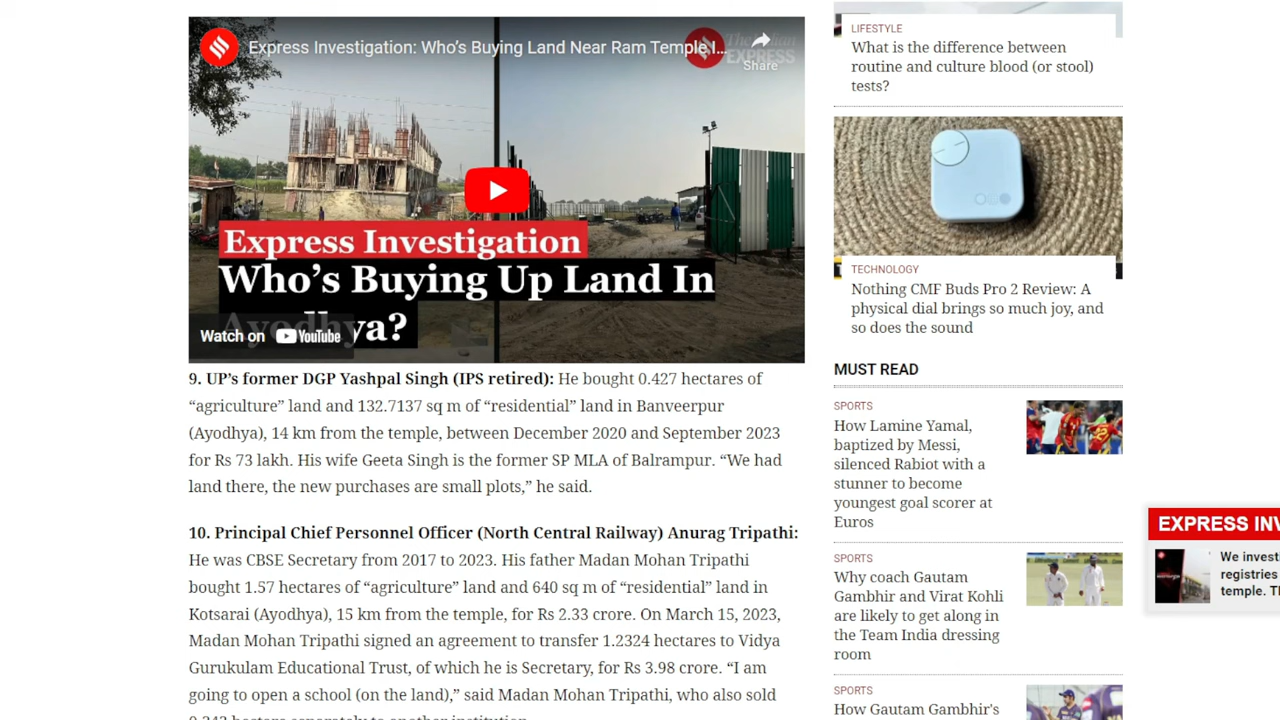 Express Investigation: Who's Buying Land Near Ram Temple I...
The Indian
EXPRESS
Share
Express Investigation
Who's Buying Up Land In
Ayodhya?
Watch on YouTube
9. UP's former DGP Yashpal Singh (IPS retired): He bought 0.427 hectares of
“agriculture” land and 132.7137 sq m of “residential” land in Banveerpur
(Ayodhya), 14 km from the temple, between December 2020 and September 2023
for Rs 73 lakh. His wife Geeta Singh is the former SP MLA of Balrampur. “We had
land there, the new purchases are small plots,” he said.
10. Principal Chief Personnel Officer (North Central Railway) Anurag Tripathi:
He was CBSE Secretary from 2017 to 2023. His father Madan Mohan Tripathi
bought 1.57 hectares of “agriculture” land and 640 sq m of “residential” land in
Kotsarai (Ayodhya), 15 km from the temple, for Rs 2.33 crore. On March 15, 2023,
Madan Mohan Tripathi signed an agreement to transfer 1.2324 hectares to Vidya
Gurukulam Educational Trust, of which he is Secretary, for Rs 3.98 crore. “I am
going to open a school (on the land),” said Madan Mohan Tripathi, who also sold
LIFESTYLE
What is the difference between
routine and culture blood (or stool)
tests?
TECHNOLOGY
Nothing CMF Buds Pro 2 Review: A
physical dial brings so much joy, and
so does the sound
MUST READ
SPORTS
How Lamine Yamal,
baptized by Messi,
silenced Rabiot with a
stunner to become
youngest goal scorer at
Euros
SPORTS
Why coach Gautam
Gambhir and Virat Kohli
are likely to get along in
the Team India dressing
room
SPORTS
How Gautam Gambhir's
EXPRESS INV
We invest
registries
temple. Th